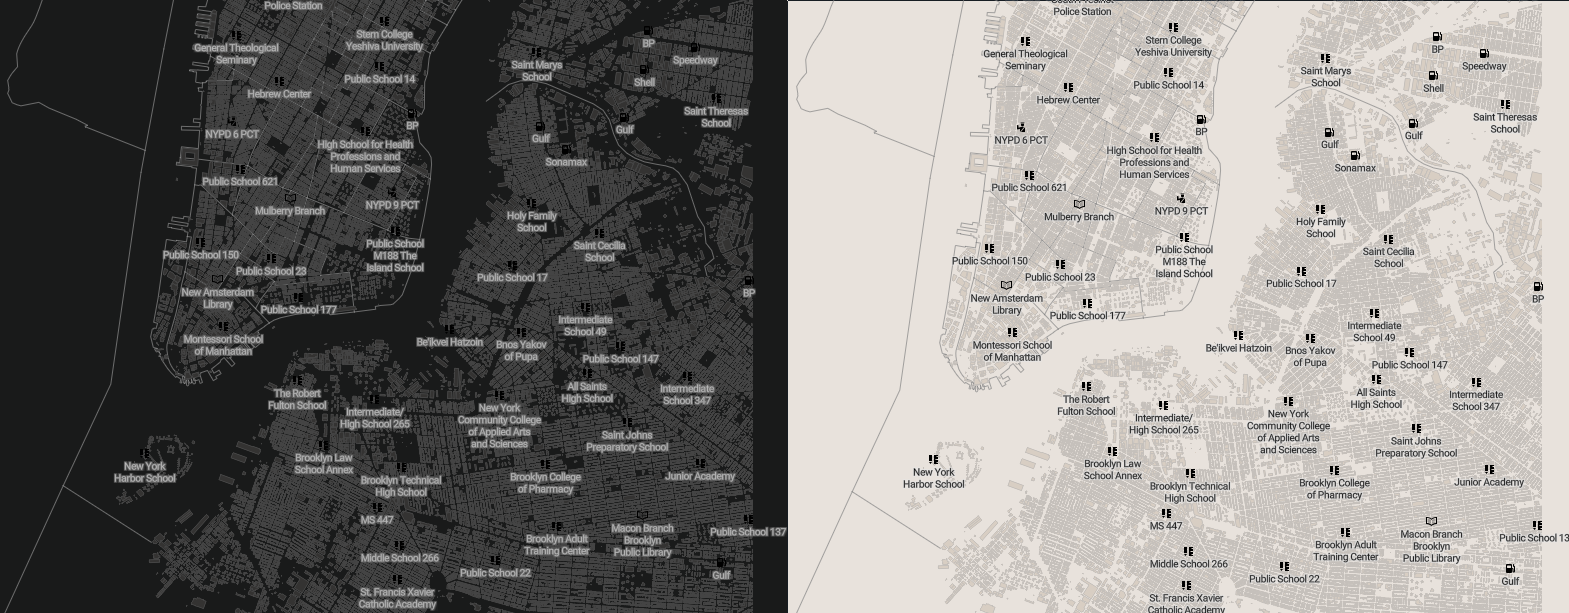 Police Station
Stern College
Yeshiva University
General Theological
Seminary
Public School 14
Hebrew Center
NYPD 6 PCT
BP
High School for Health
Professions and
Human Services
Public School 621
NYPD 9 PCT
Mulberry Branch
Public School
M188 The
Island School
Public School 150
Public School 23
New Amsterdam
Library
Public School 177
Montessori School
of Manhattan
BP
Speedway
Saint Marys
School
Shell
Saint Theresas
School
Gulf
Gulf
Sonamax
Holy Family
School
Saint Cecilia
School
Public School 17
BP
Intermediate
School 49
Be'ikvei Hatzoin
Bnos Yakov
of Pupa
Public School 147
All Saints
High School
Intermediate
School 347
The Robert
Fulton School
Intermediate/
High School 265
New York
Community College
of Applied Arts
and Sciences
Saint Johns
Preparatory School
Brooklyn Law
School Annex
New York
Harbor School
Brooklyn Technical
High School
Brooklyn College
of Pharmacy
Junior Academy
MS 447
Macon Branch
Brooklyn
Public Library
Public School 137
Brooklyn Adult
Training Center
Middle School 266
Public School 22
Gulf
St. Francis Xavier
Catholic Academy
Police Station
Stern College
Yeshiva University
General Theological
Seminary
Public School 14
Hebrew Center
NYPD 6 PCT
BP
High School for Health
Professions and
Human Services
Public School 621
NYPD 9 PCT
Mulberry Branch
Public School
M188 The
Island School
Public School 150
Public School 23
New Amsterdam
Library
Public School 177
Montessori School
of Manhattan
BP
Speedway
Saint Marys
School
Shell
Saint Theresas
School
Gulf
Gulf
Sonamax
Holy Family
School
Saint Cecilia
School
Public School 17
BP
Intermediate
School 49
Be'ikvei Hatzoin
Bnos Yakov
of Pupa
Public School 147
All Saints
High School
Intermediate
School 347
The Robert
Fulton School
Intermediate/
High School 265
New York
Community College
of Applied Arts
and Sciences
Saint Johns
Preparatory School
Brooklyn Law
School Annex
New York
Harbor School
Brooklyn Technical
High School
Brooklyn College
of Pharmacy
Junior Academy
MS 447
Macon Branch
Brooklyn
Public Library
Public School 13
Brooklyn Adult
Training Center
Middle School 266
Public School 22
Gulf
St. Francis Xavier
Catholic Academy